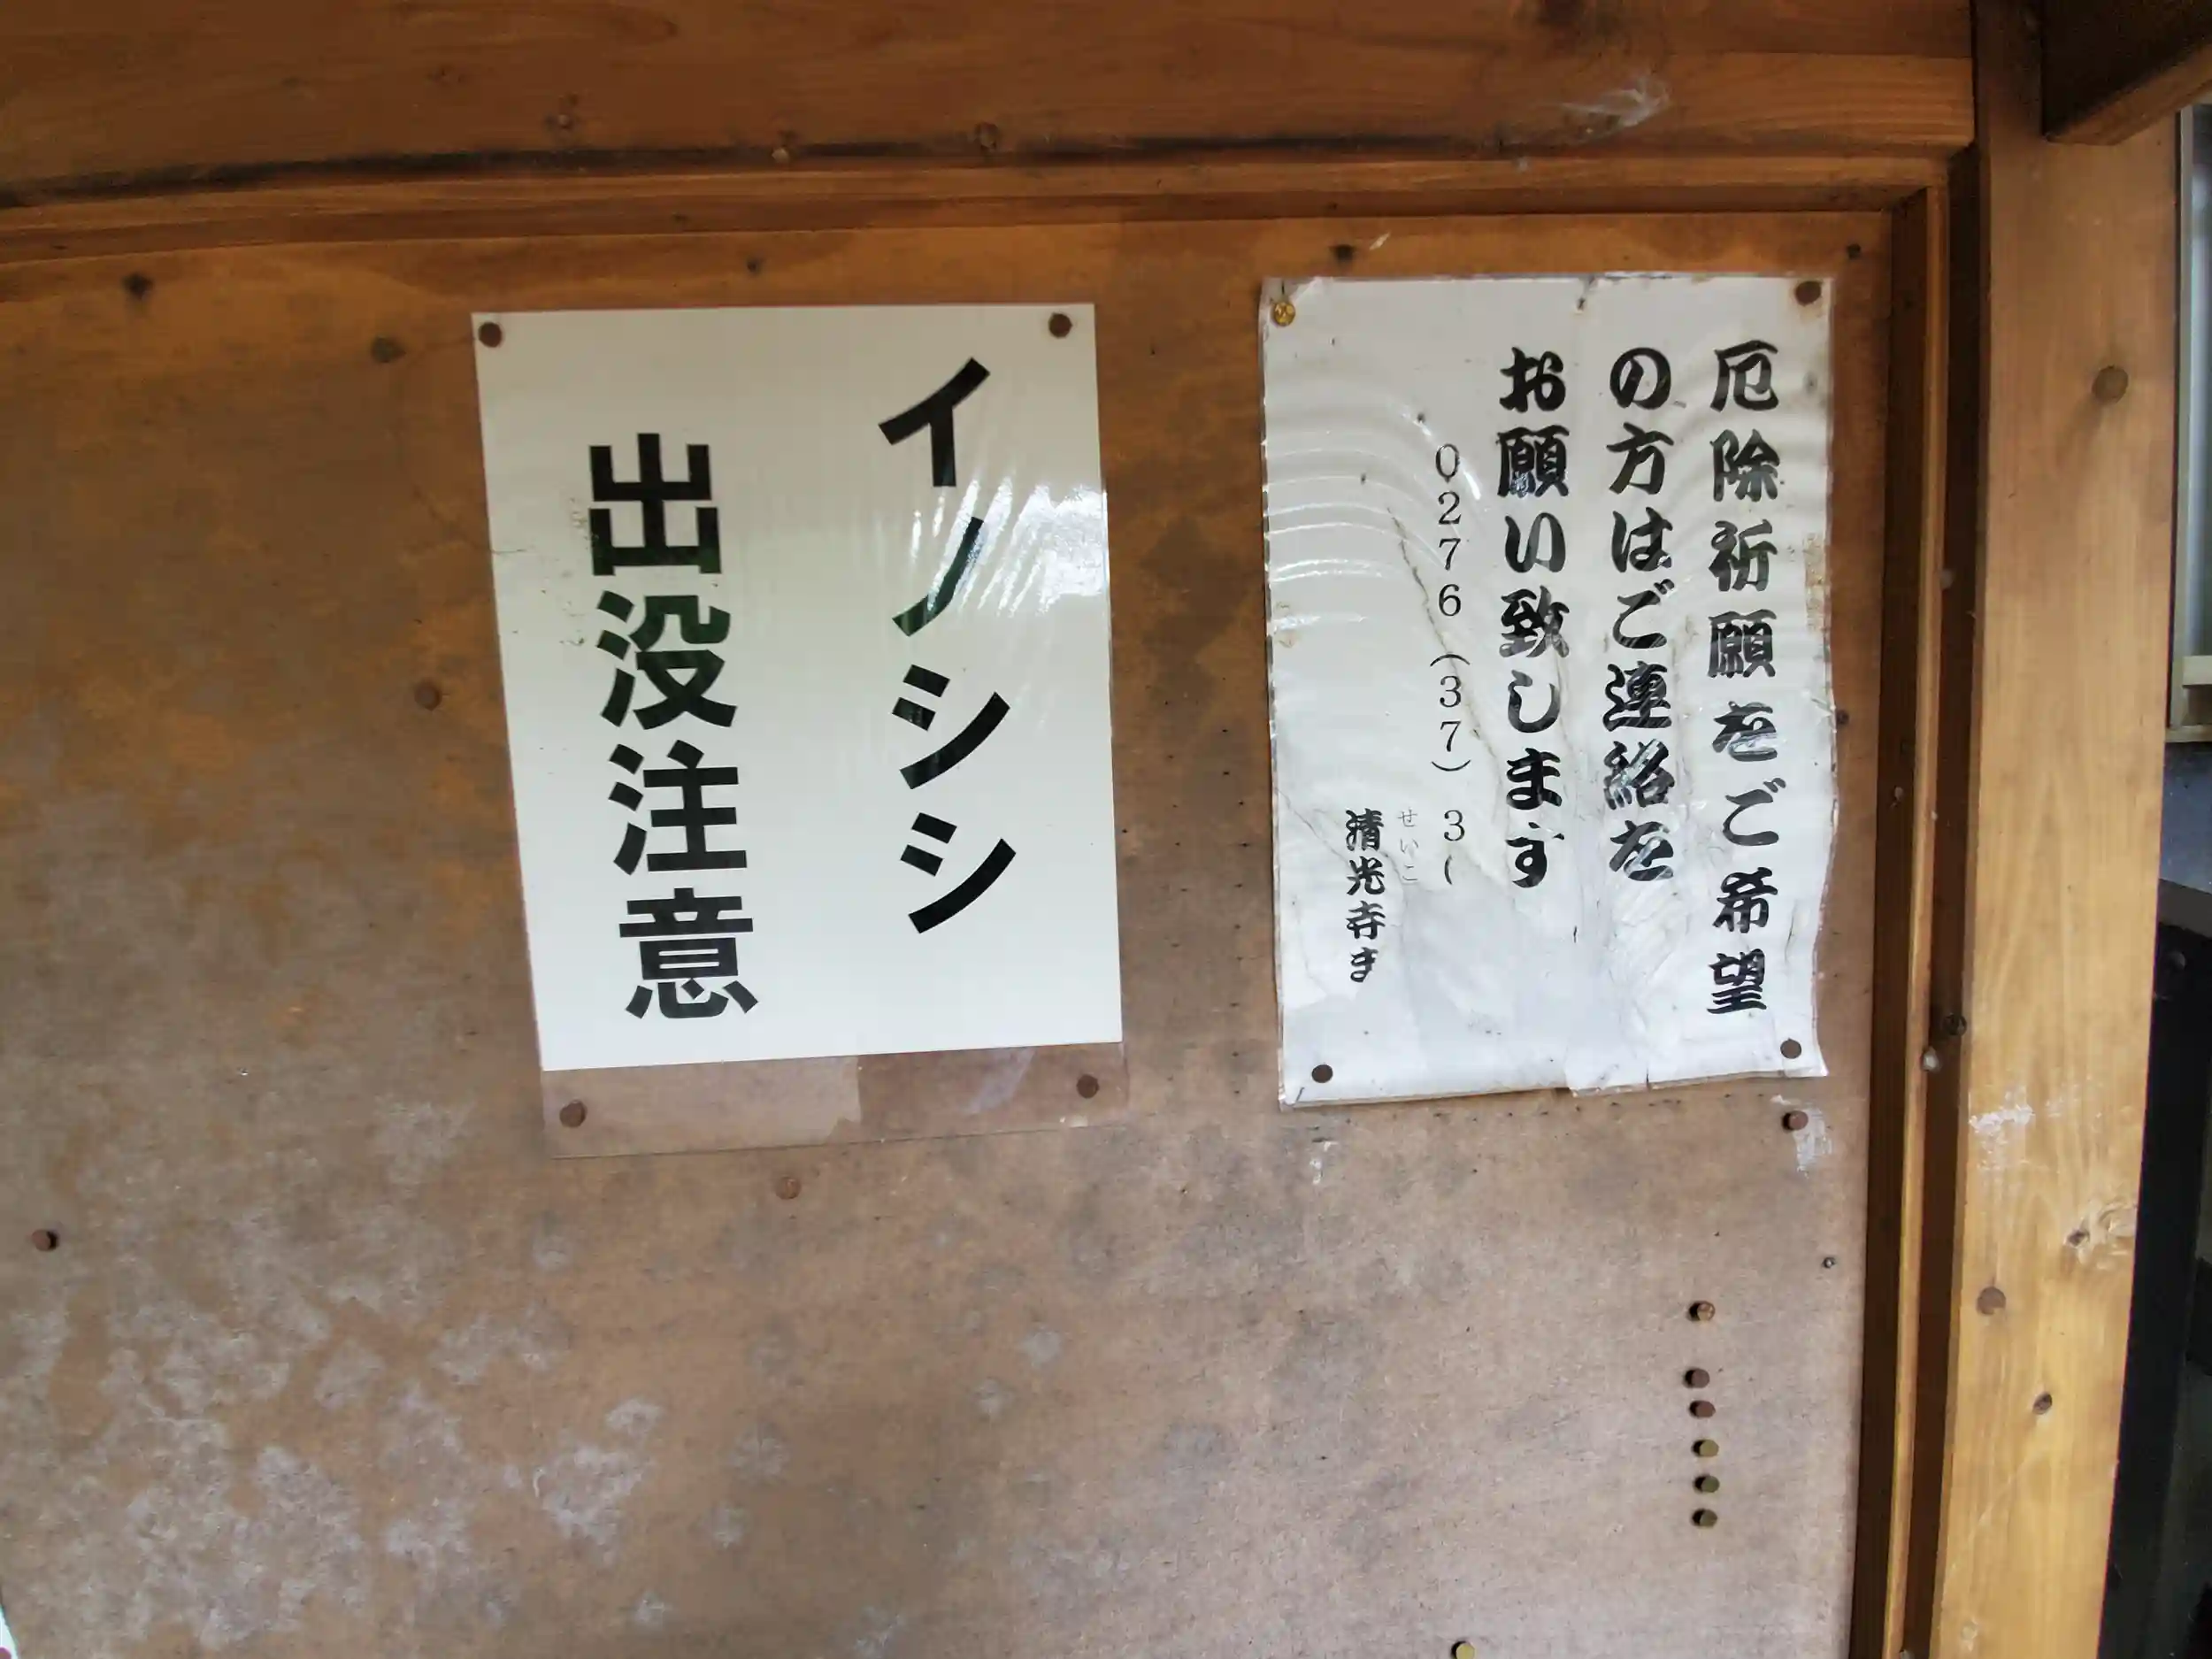 厄除祈願をご希望
の方はご連絡を
お願い致します
0276(37)3
せいこ
清光寺ま
イノシシ
出没注意